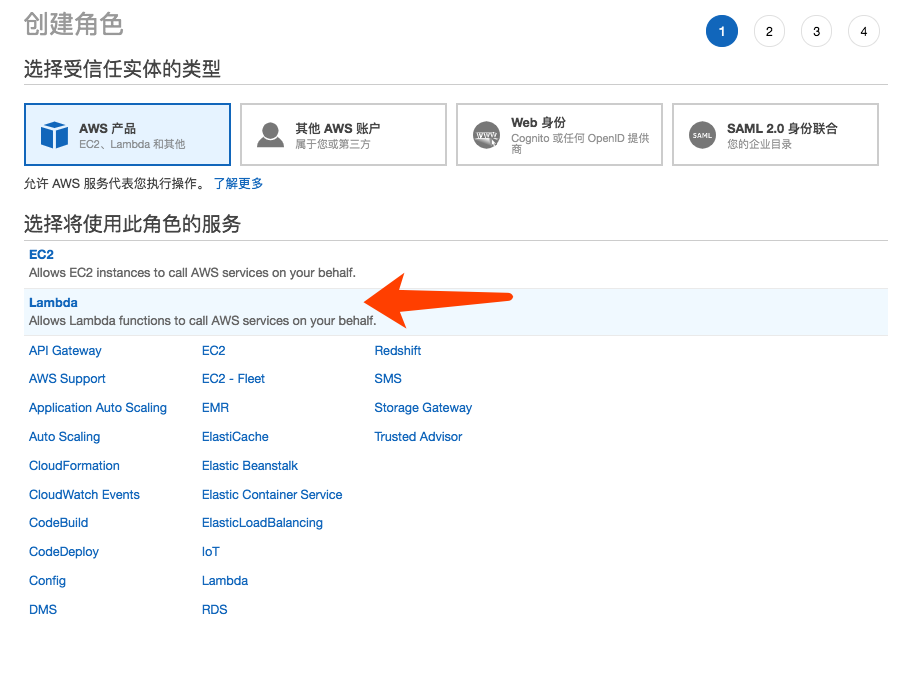 创建角色
1 2 3 4
选择受信任实体的类型
AWS 产品
EC2、Lambda 和其他
其他 AWS 账户
属于您或第三方
www
Web 身份
Cognito 或任何 OpenID 提供
商
SAML
SAML 2.0 身份联合
您的企业目录
允许 AWS 服务代表您执行操作。 了解更多
选择将使用此角色的服务
EC2
Allows EC2 instances to call AWS services on your behalf.
Lambda
Allows Lambda functions to call AWS services on your behalf.
API Gateway EC2 Redshift
AWS Support EC2 - Fleet SMS
Application Auto Scaling EMR Storage Gateway
Auto Scaling ElastiCache Trusted Advisor
CloudFormation Elastic Beanstalk
CloudWatch Events Elastic Container Service
CodeBuild ElasticLoadBalancing
CodeDeploy IoT
Config Lambda
DMS RDS